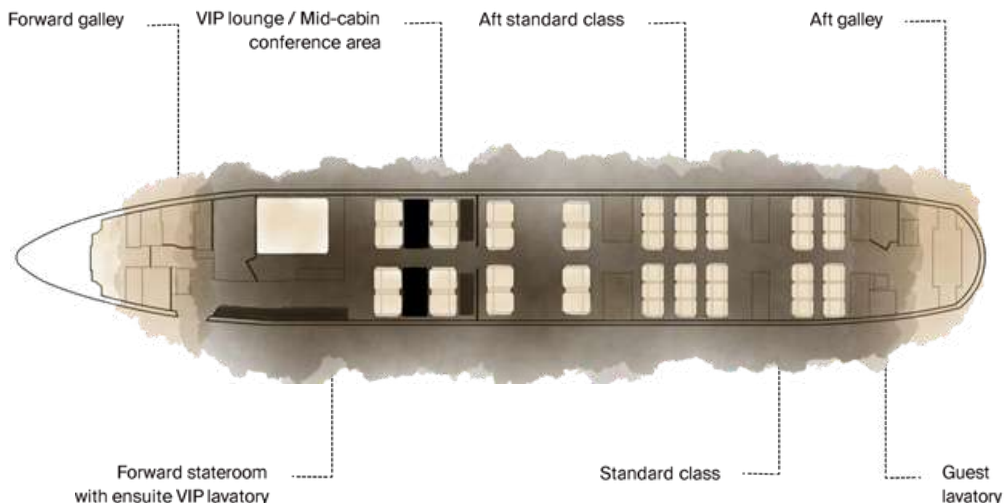 Forward galley
VIP lounge / Mid-cabin
conference area
Aft standard class
Aft galley
Forward stateroom
with ensuite VIP lavatory
Standard class
Guest
lavatory